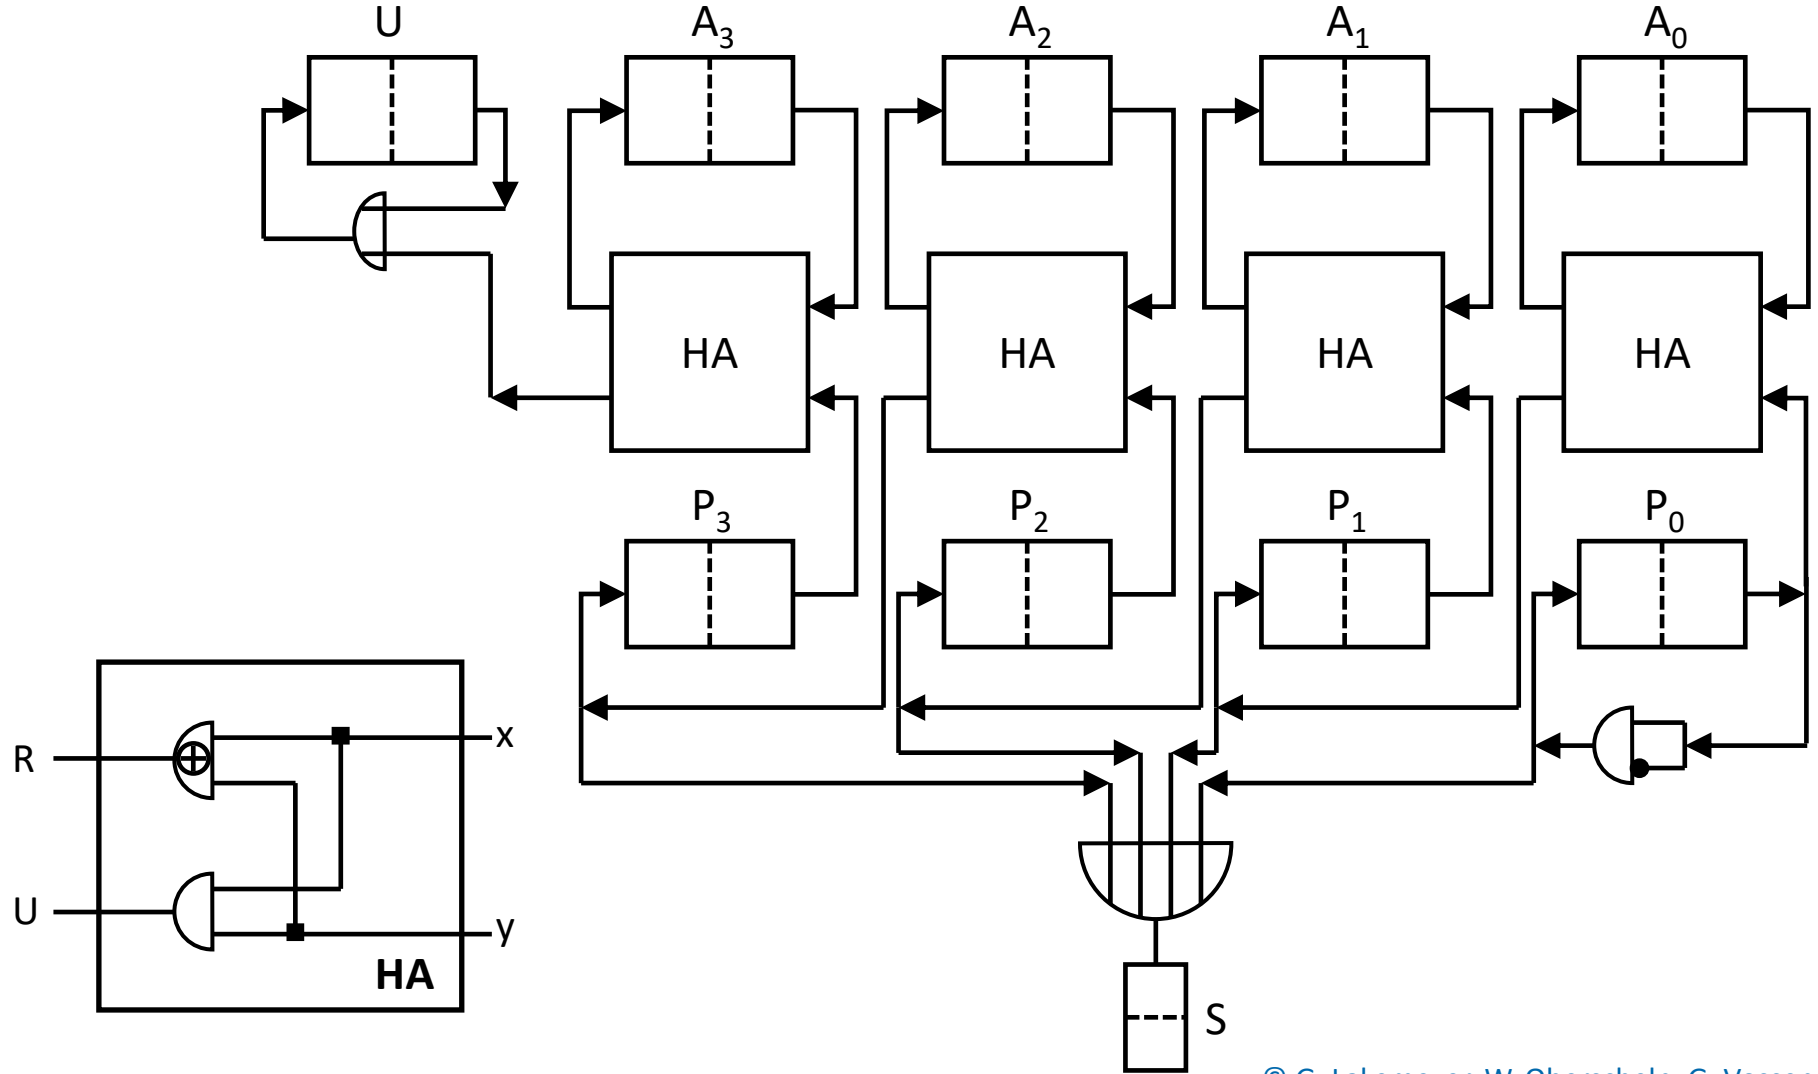 U A₃ A₂ A₁ A₀
HA HA HA HA
P₃ P₂ P₁ P₀
R x
U y
HA
S